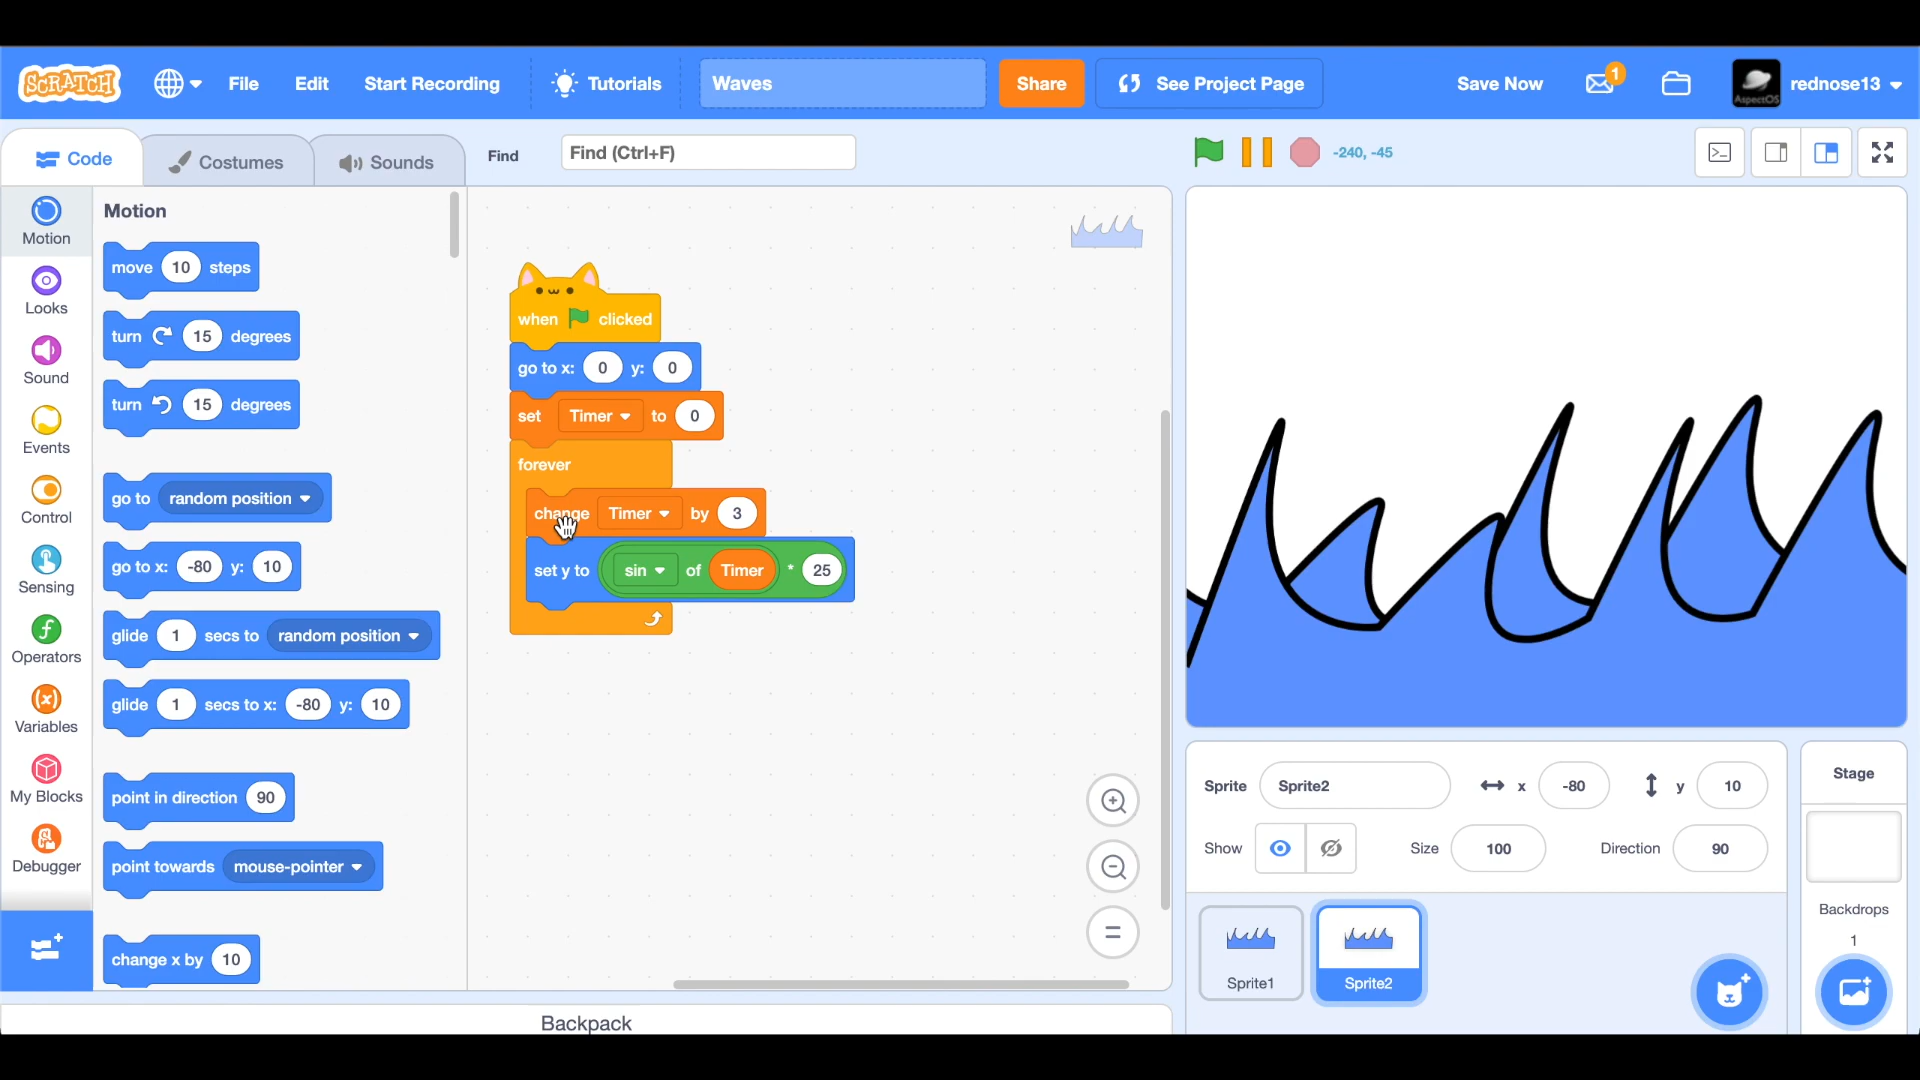 SCRATCH File Edit Start Recording Tutorials Waves Share See Project Page Save Now 1 AspectOS rednose13
Code Costumes Sounds Find Find (Ctrl+F) -240, -45
Motion
Looks
Sound
Events
Control
Sensing
Operators
Variables
My Blocks
Debugger
Motion
move 10 steps
turn 15 degrees
turn 15 degrees
go to random position
go to x: -80 y: 10
glide 1 secs to random position
glide 1 secs to x: -80 y: 10
point in direction 90
point towards mouse-pointer
change x by 10
when clicked
go to x: 0 y: 0
set Timer to 0
forever
change Timer by 3
set y to sin of Timer * 25
Backpack
Sprite Sprite2 x -80 y 10
Show Size 100 Direction 90
Sprite1
Sprite2
Stage
Backdrops
1